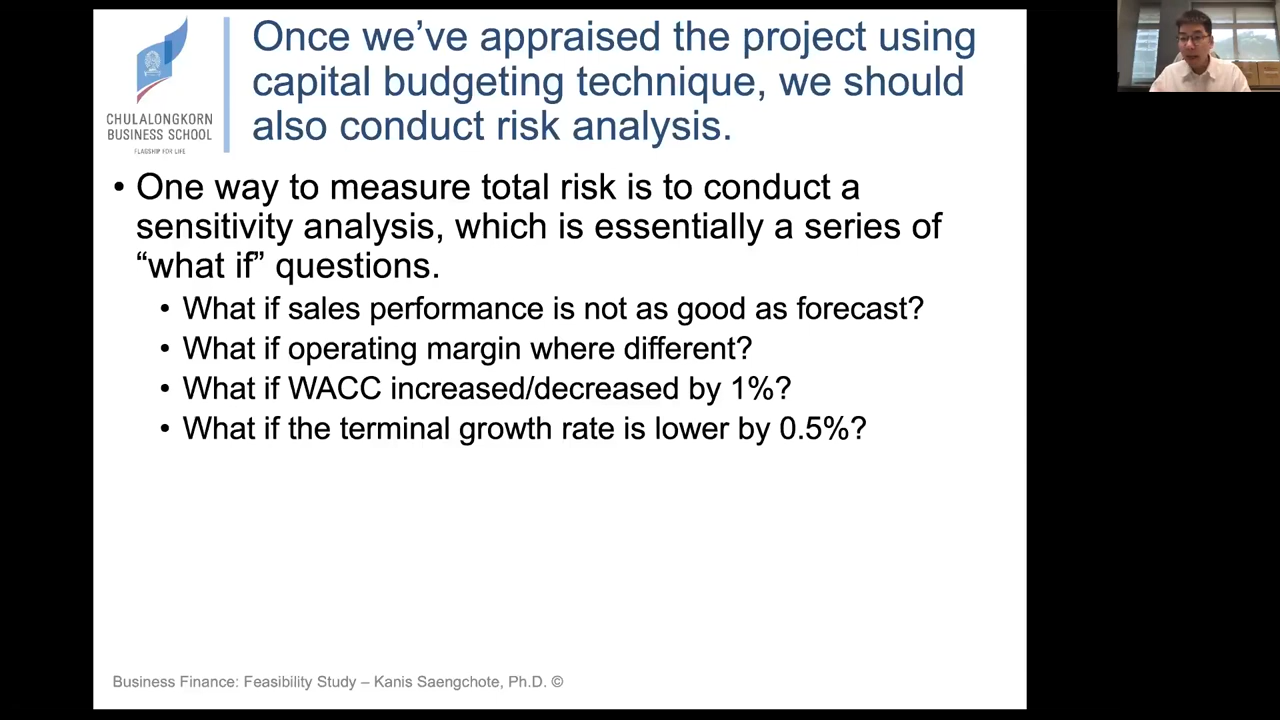 CHULALONGKORN
BUSINESS SCHOOL
FLAGSHIP FOR LIFE
Once we’ve appraised the project using
capital budgeting technique, we should
also conduct risk analysis.
• One way to measure total risk is to conduct a
sensitivity analysis, which is essentially a series of
“what if” questions.
• What if sales performance is not as good as forecast?
• What if operating margin where different?
• What if WACC increased/decreased by 1%?
• What if the terminal growth rate is lower by 0.5%?
Business Finance: Feasibility Study – Kanis Saengchote, Ph.D. ©